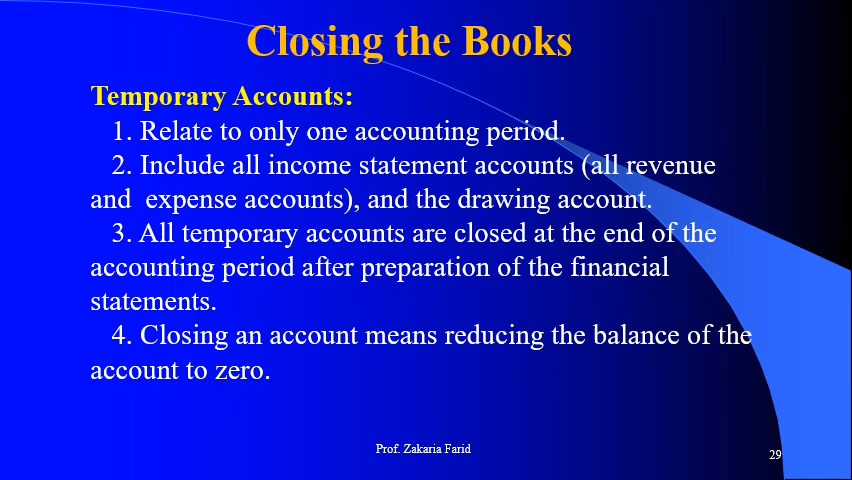 Closing the Books
Temporary Accounts:
1. Relate to only one accounting period.
2. Include all income statement accounts (all revenue
and  expense accounts), and the drawing account.
3. All temporary accounts are closed at the end of the
accounting period after preparation of the financial
statements.
4. Closing an account means reducing the balance of the
account to zero.
Prof. Zakaria Farid
29